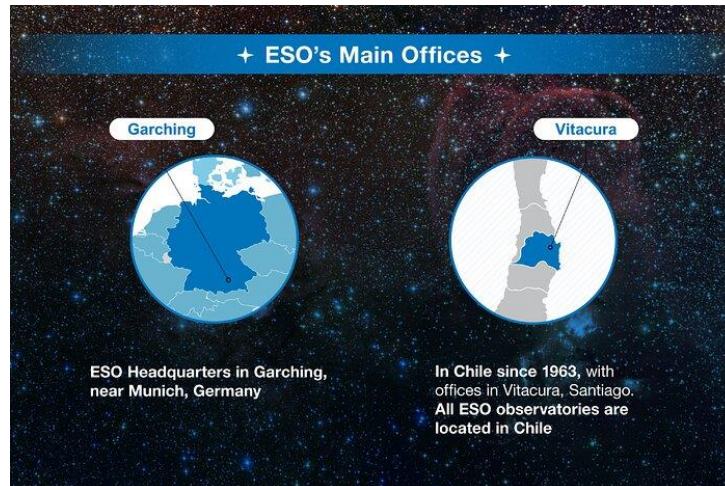 ESO's Main Offices
Garching
Vitacura
ESO Headquarters in Garching,
near Munich, Germany
In Chile since 1963, with
offices in Vitacura, Santiago.
All ESO observatories are
located in Chile